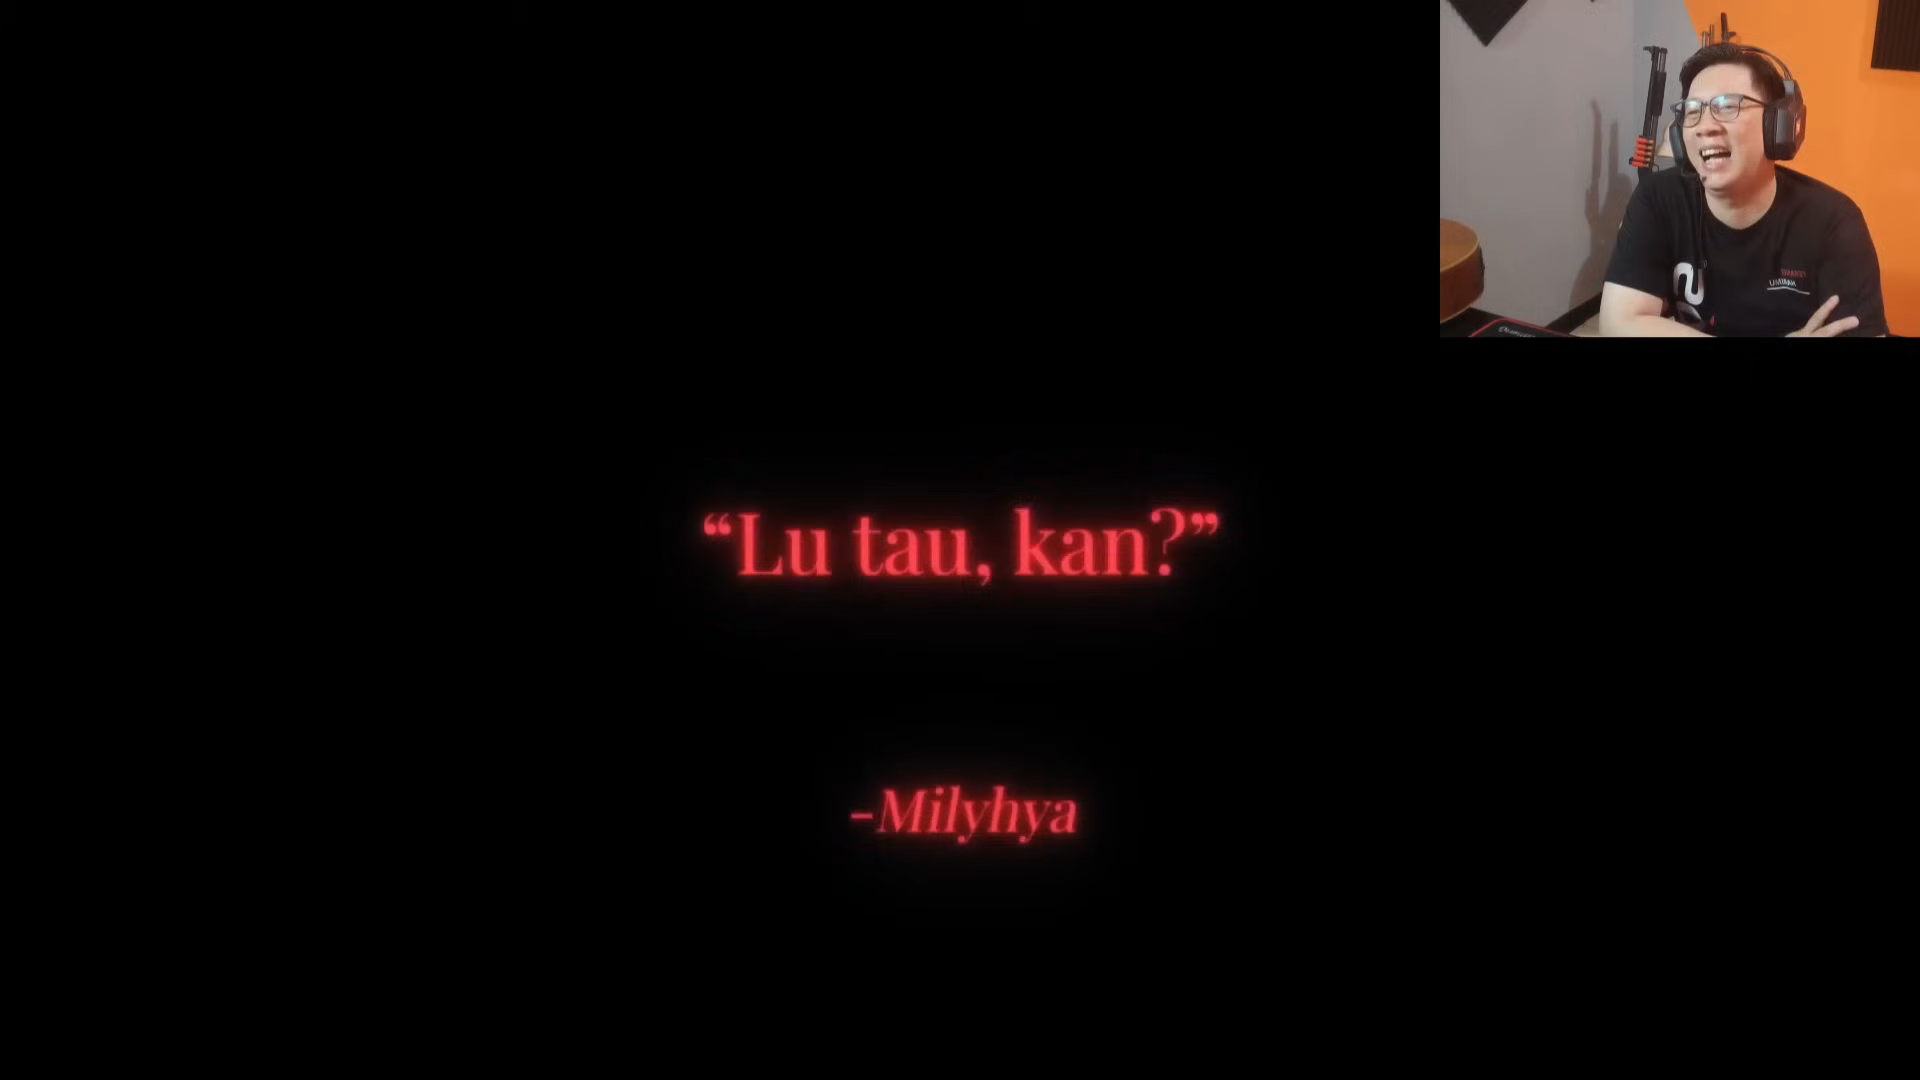 “Lu tau, kan?”
–Milyhya